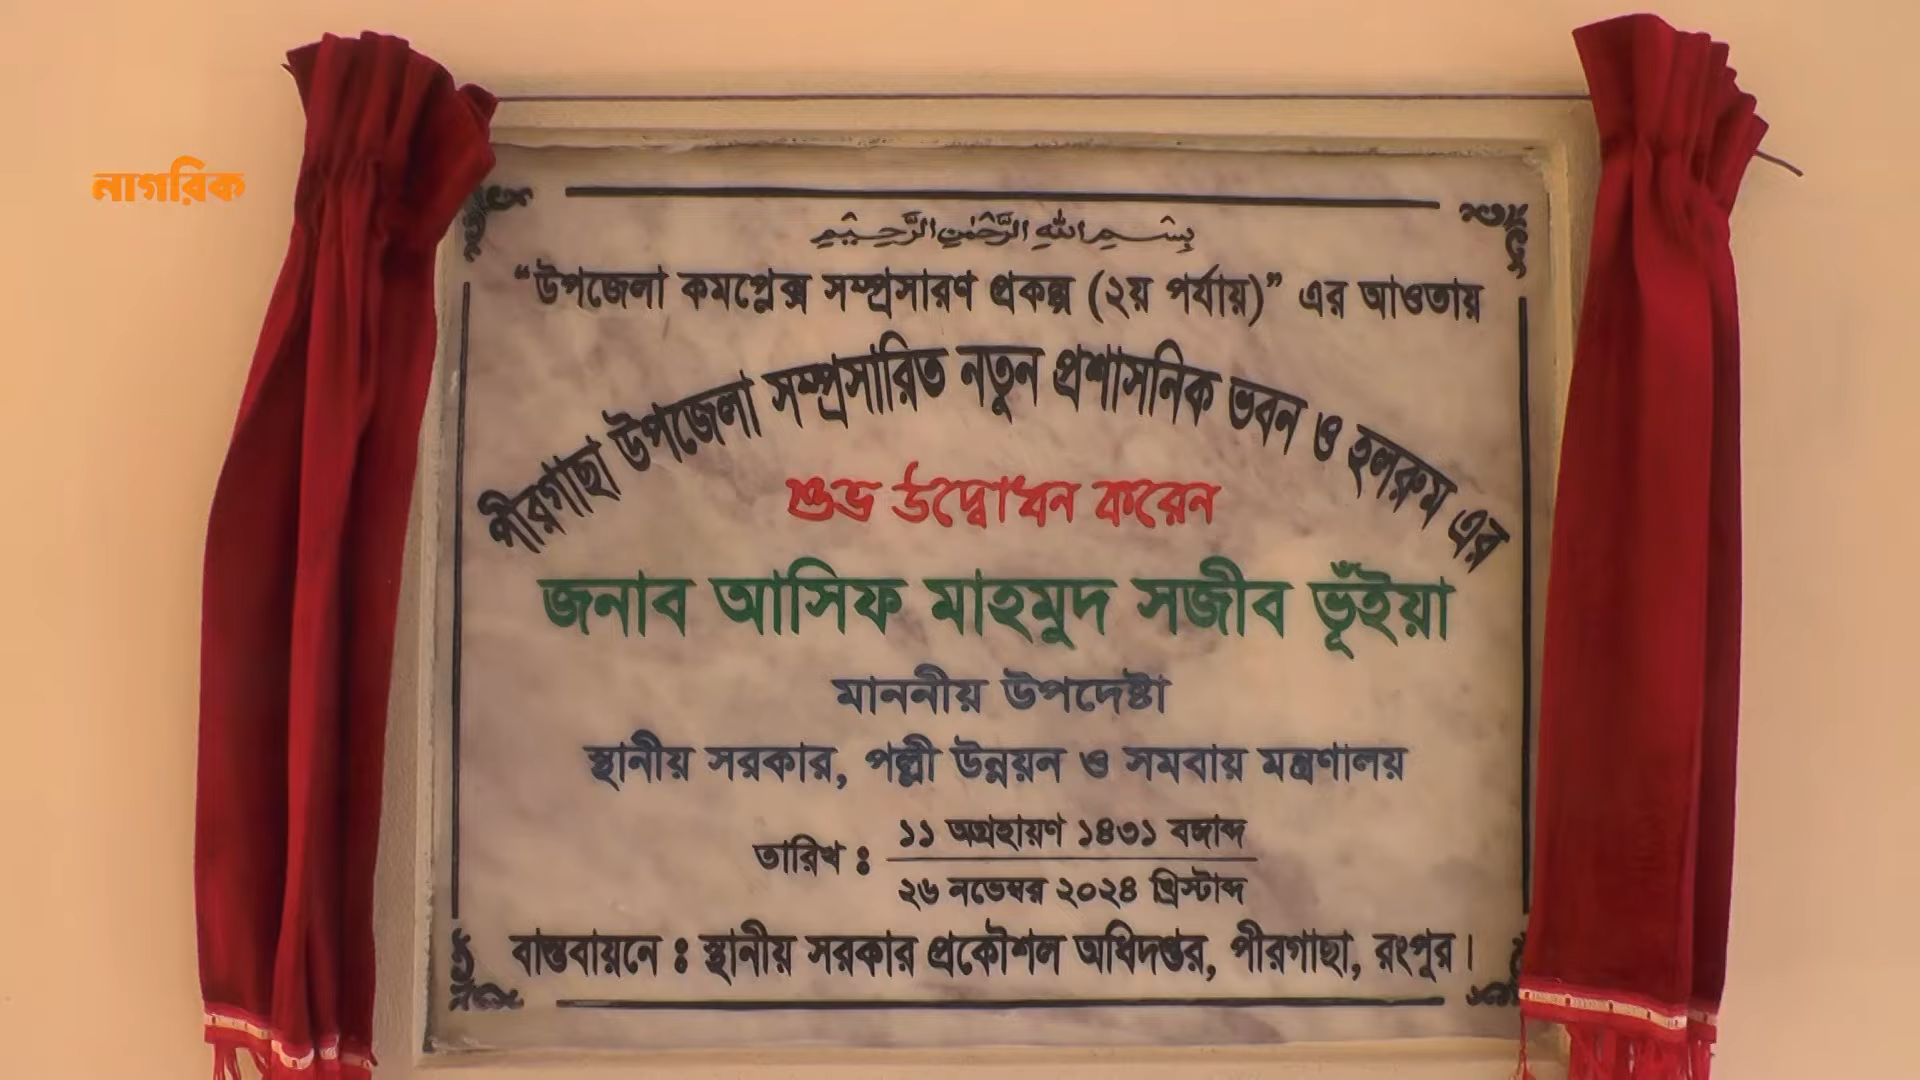 নাগরিক
بِسْمِ اللهِ الرَّحْمٰنِ الرَّحِيْمِ
“উপজেলা কমপ্লেক্স সম্প্রসারণ প্রকল্প (২য় পর্যায়)” এর আওতায়
পীরগাছা উপজেলা সম্প্রসারিত নতুন প্রশাসনিক ভবন ও হলরুম এর
শুভ উদ্বোধন করেন
জনাব আসিফ মাহমুদ সজীব ভূঁইয়া
মাননীয় উপদেষ্টা
স্থানীয় সরকার, পল্লী উন্নয়ন ও সমবায় মন্ত্রণালয়
তারিখ : ১১ অগ্রহায়ণ ১৪৩১ বঙ্গাব্দ
২৬ নভেম্বর ২০২৪ খ্রিস্টাব্দ
বাস্তবায়নে : স্থানীয় সরকার প্রকৌশল অধিদপ্তর, পীরগাছা, রংপুর।